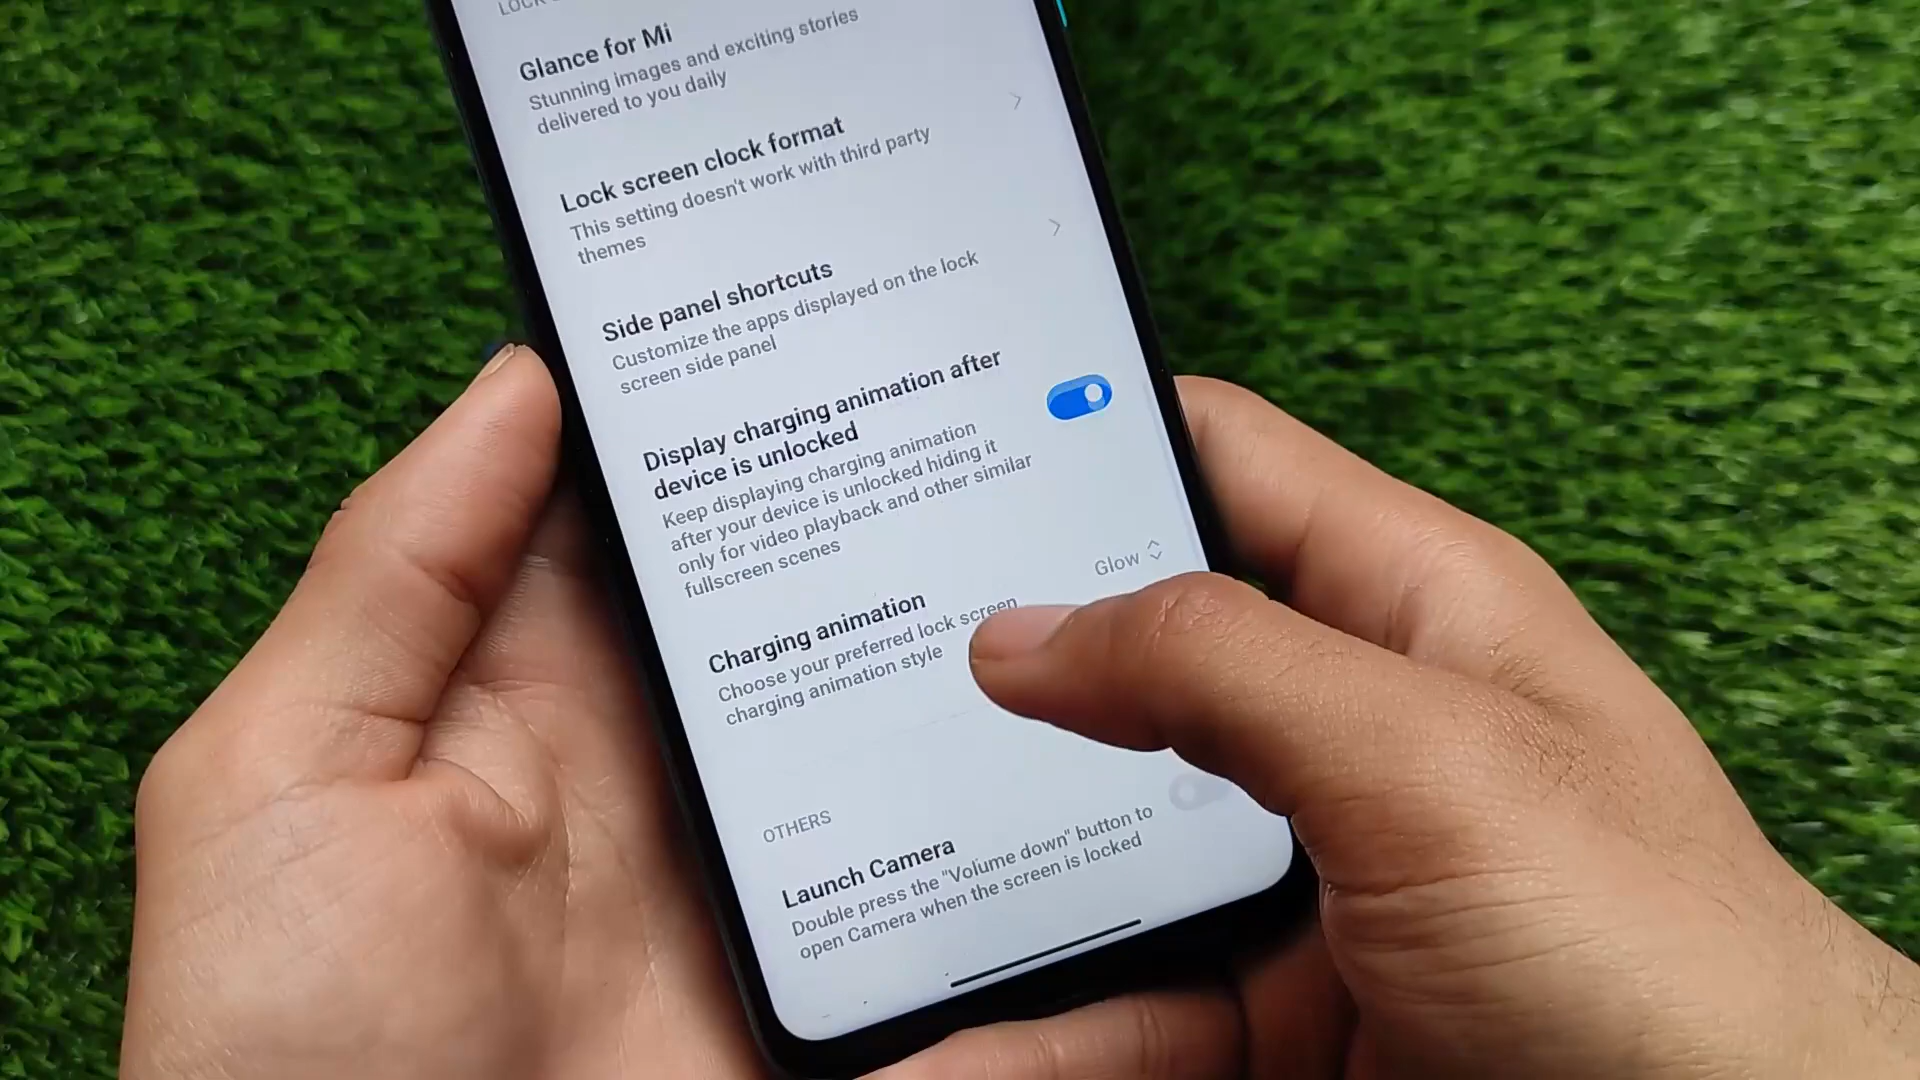 LOCK
Glance for Mi
Stunning images and exciting stories
delivered to you daily
Lock screen clock format
This setting doesn't work with third party
themes
Side panel shortcuts
Customize the apps displayed on the lock
screen side panel
Display charging animation after
device is unlocked
Keep displaying charging animation
after your device is unlocked hiding it
only for video playback and other similar
fullscreen scenes
Glow
Charging animation
Choose your preferred lock screen
charging animation style
OTHERS
Launch Camera
Double press the "Volume down" button to
open Camera when the screen is locked